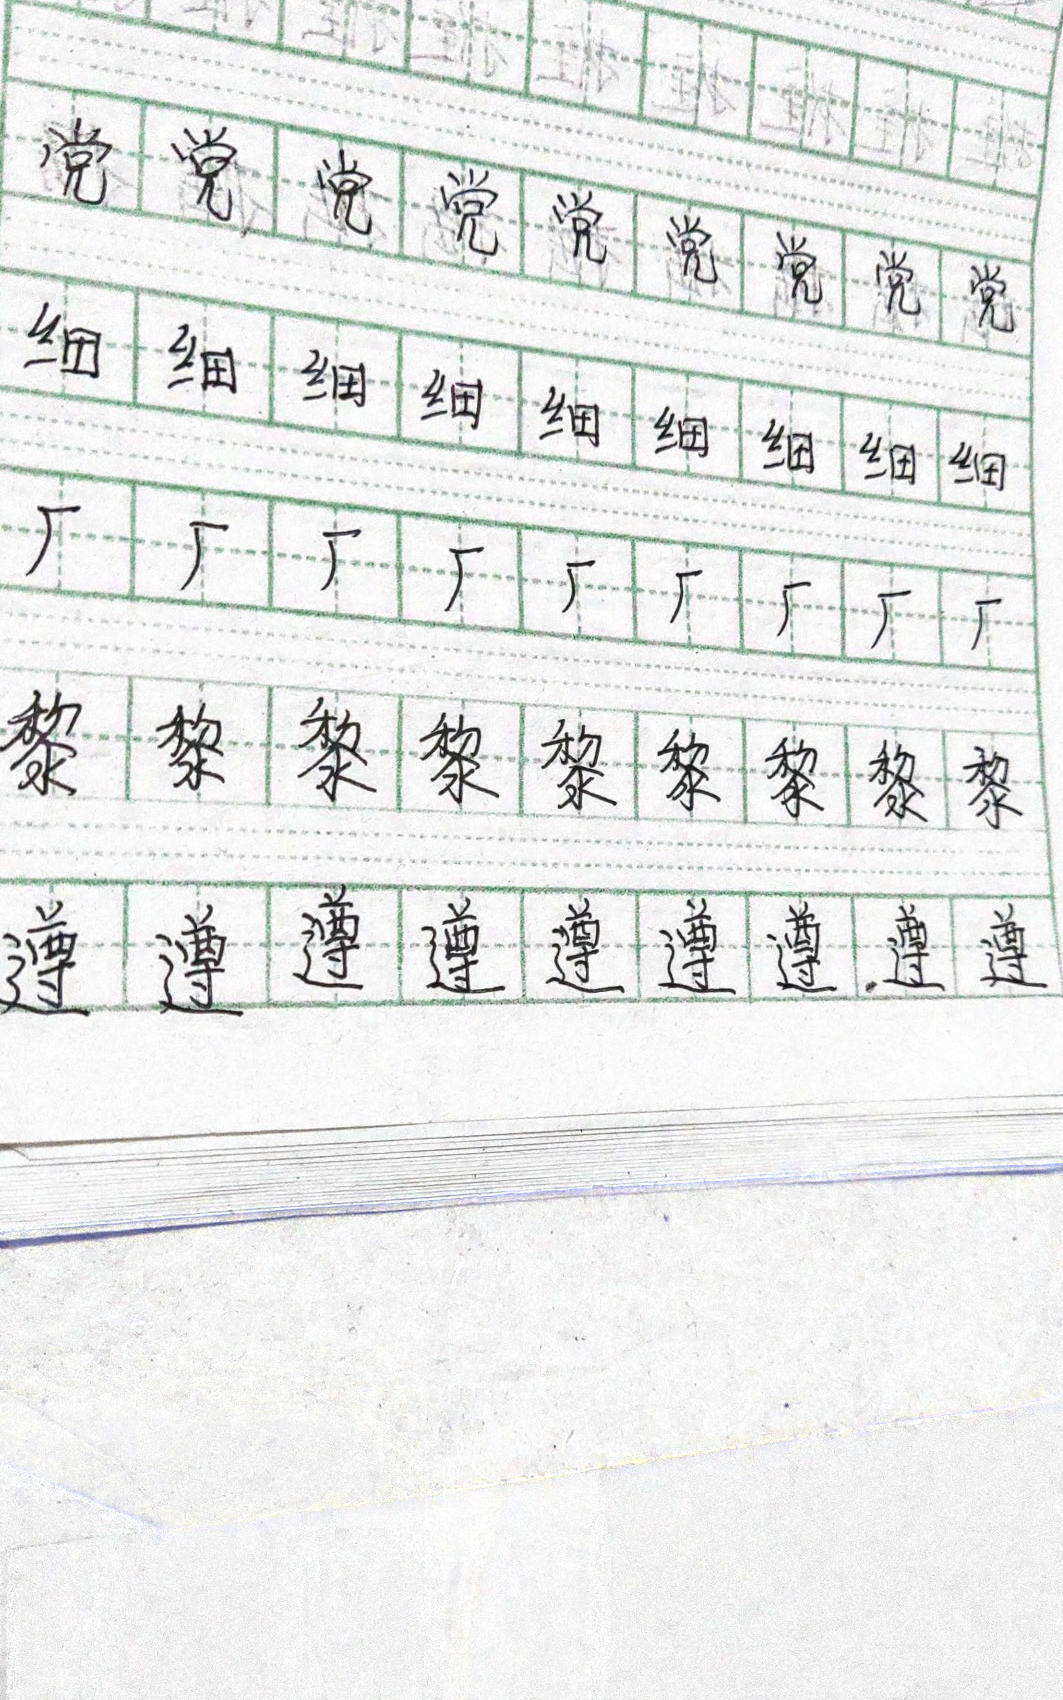 党党党党党党党党党
细细细细细细细细细
厂厂厂厂厂厂厂厂厂
黎黎黎黎黎黎黎黎黎
遵遵遵遵遵遵遵遵遵